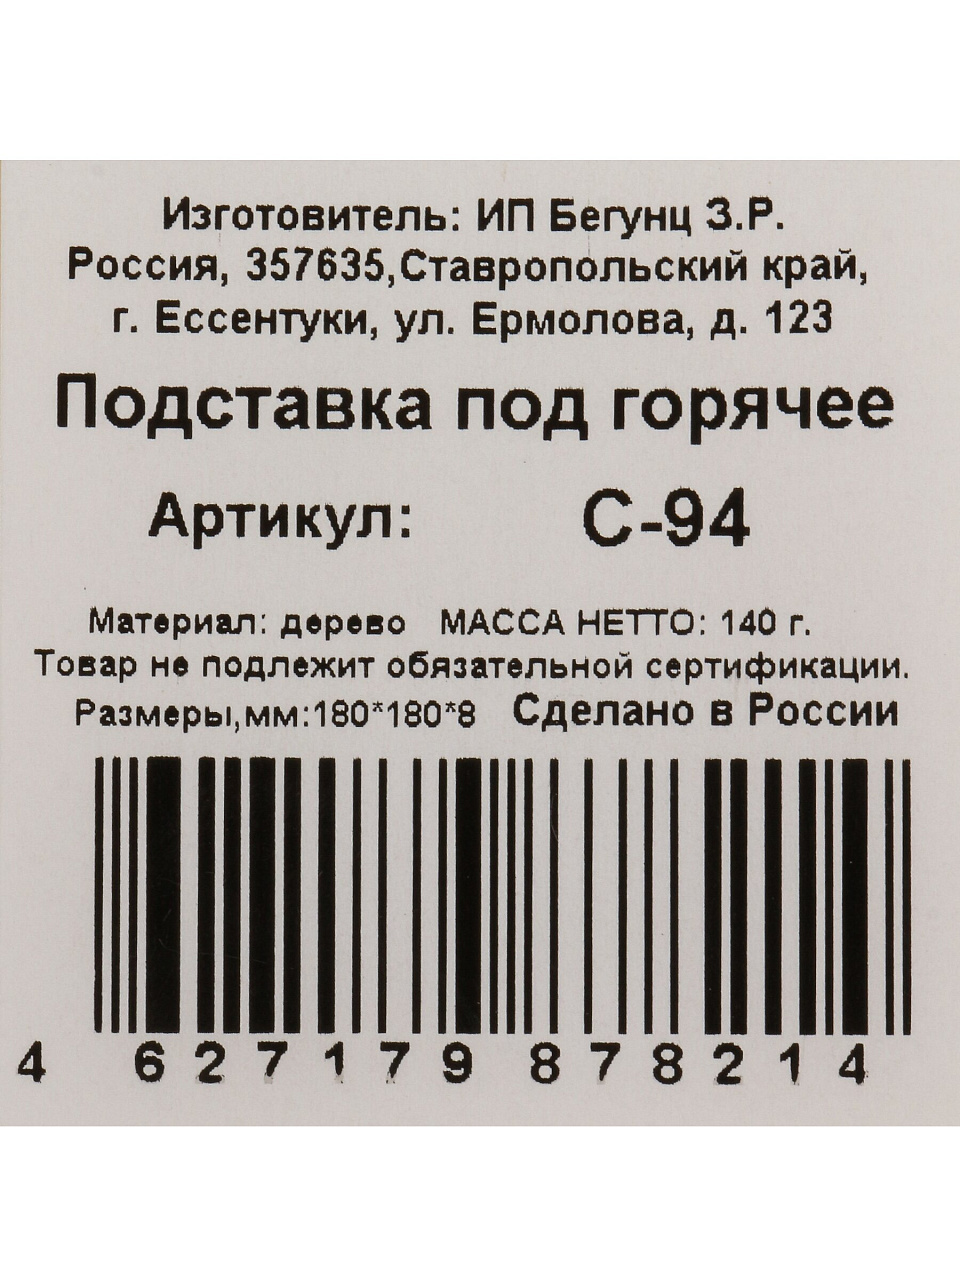 Изготовитель: ИП Бегунц З.Р.
Россия, 357635,Ставропольский край,
г. Ессентуки, ул. Ермолова, д. 123
Подставка под горячее
Артикул: С-94
Материал: дерево МАССА НЕТТО: 140 г.
Товар не подлежит обязательной сертификации.
Размеры,мм:180*180*8 Сделано в России
4 627179 878214